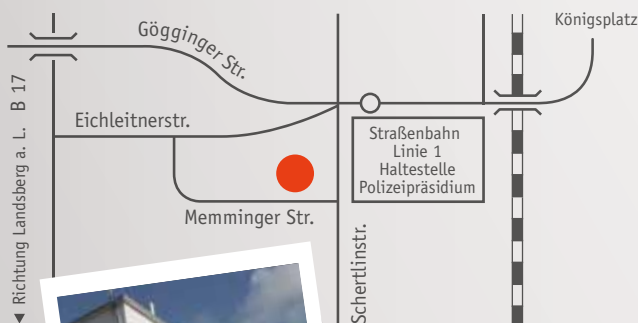 Königsplatz
Gögginger Str.
◄ Richtung Landsberg a. L. B 17
Eichleitnerstr.
Straßenbahn
Linie 1
Haltestelle
Polizeipräsidium
Memminger Str.
Schertlinstr.